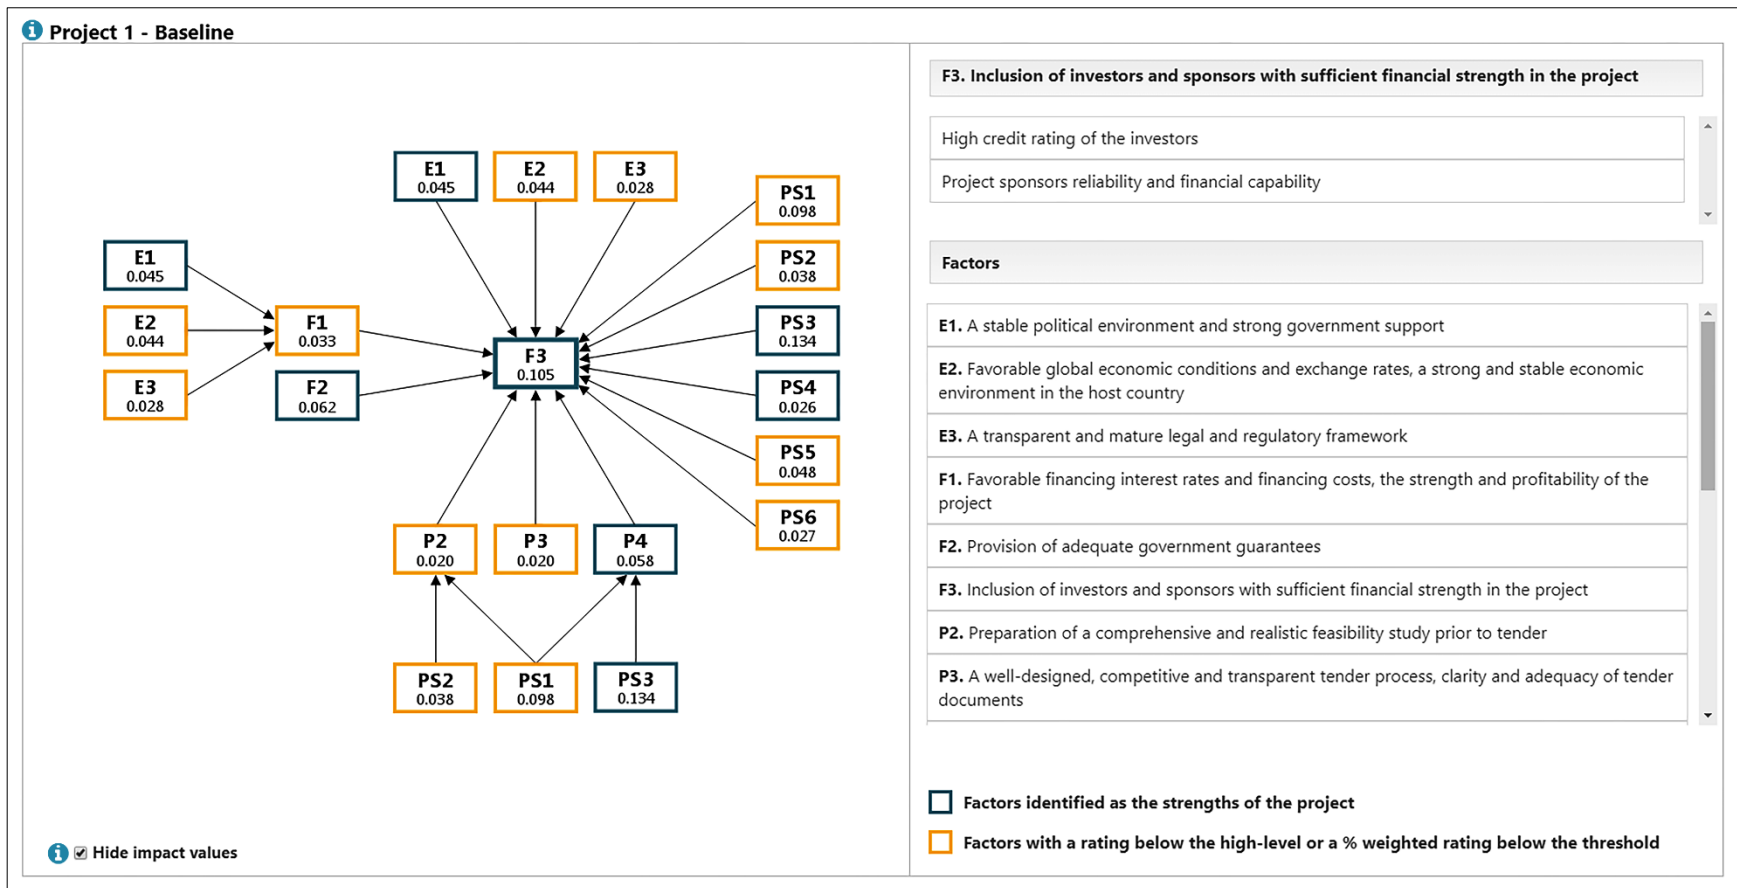 Project 1 - Baseline
E1
0.045
E2
0.044
E3
0.028
PS1
0.098
E1
0.045
PS2
0.038
E2
0.044
F1
0.033
PS3
0.134
F3
0.105
E3
0.028
F2
0.062
PS4
0.026
PS5
0.048
PS6
0.027
P2
0.020
P3
0.020
P4
0.058
PS2
0.038
PS1
0.098
PS3
0.134
Hide impact values
F3. Inclusion of investors and sponsors with sufficient financial strength in the project
High credit rating of the investors
Project sponsors reliability and financial capability
Factors
E1. A stable political environment and strong government support
E2. Favorable global economic conditions and exchange rates, a strong and stable economic
environment in the host country
E3. A transparent and mature legal and regulatory framework
F1. Favorable financing interest rates and financing costs, the strength and profitability of the
project
F2. Provision of adequate government guarantees
F3. Inclusion of investors and sponsors with sufficient financial strength in the project
P2. Preparation of a comprehensive and realistic feasibility study prior to tender
P3. A well-designed, competitive and transparent tender process, clarity and adequacy of tender
documents
Factors identified as the strengths of the project
Factors with a rating below the high-level or a % weighted rating below the threshold